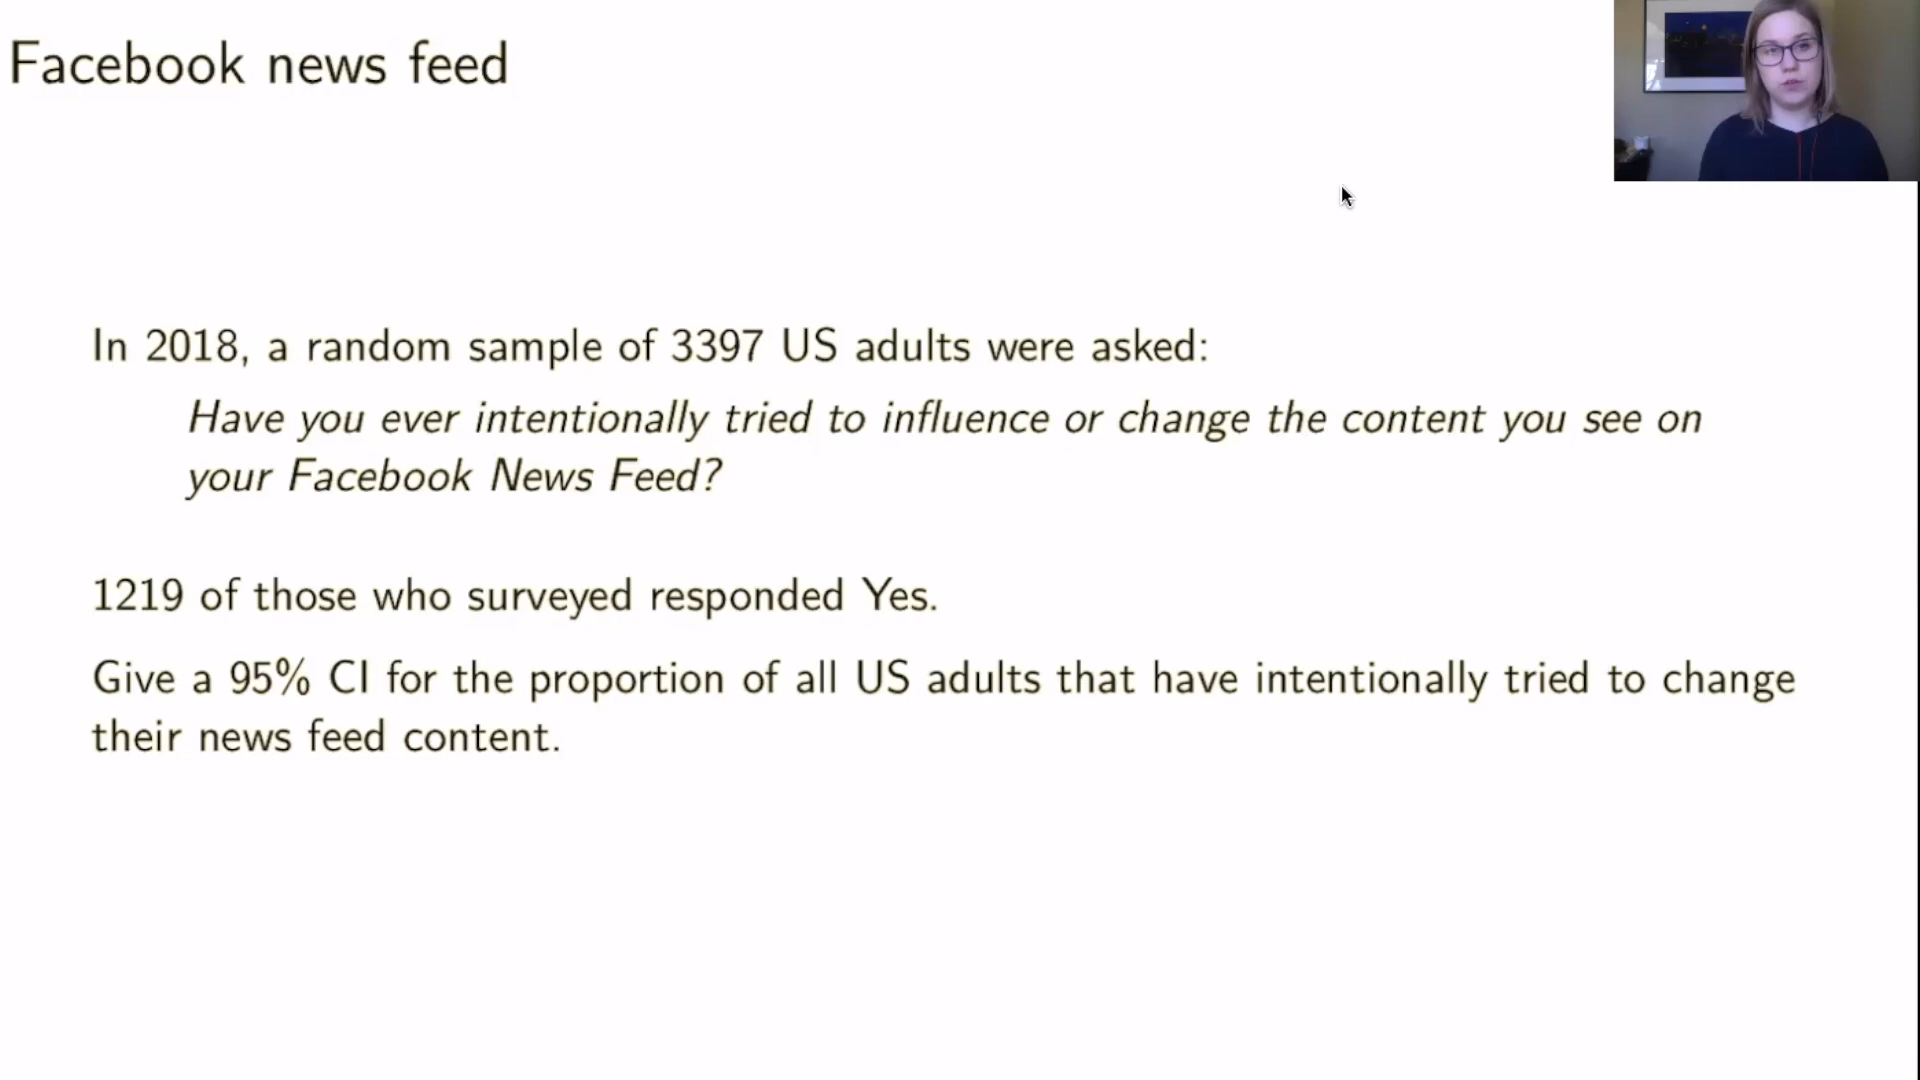 Facebook news feed
In 2018, a random sample of 3397 US adults were asked:
Have you ever intentionally tried to influence or change the content you see on
your Facebook News Feed?
1219 of those who surveyed responded Yes.
Give a 95% CI for the proportion of all US adults that have intentionally tried to change
their news feed content.